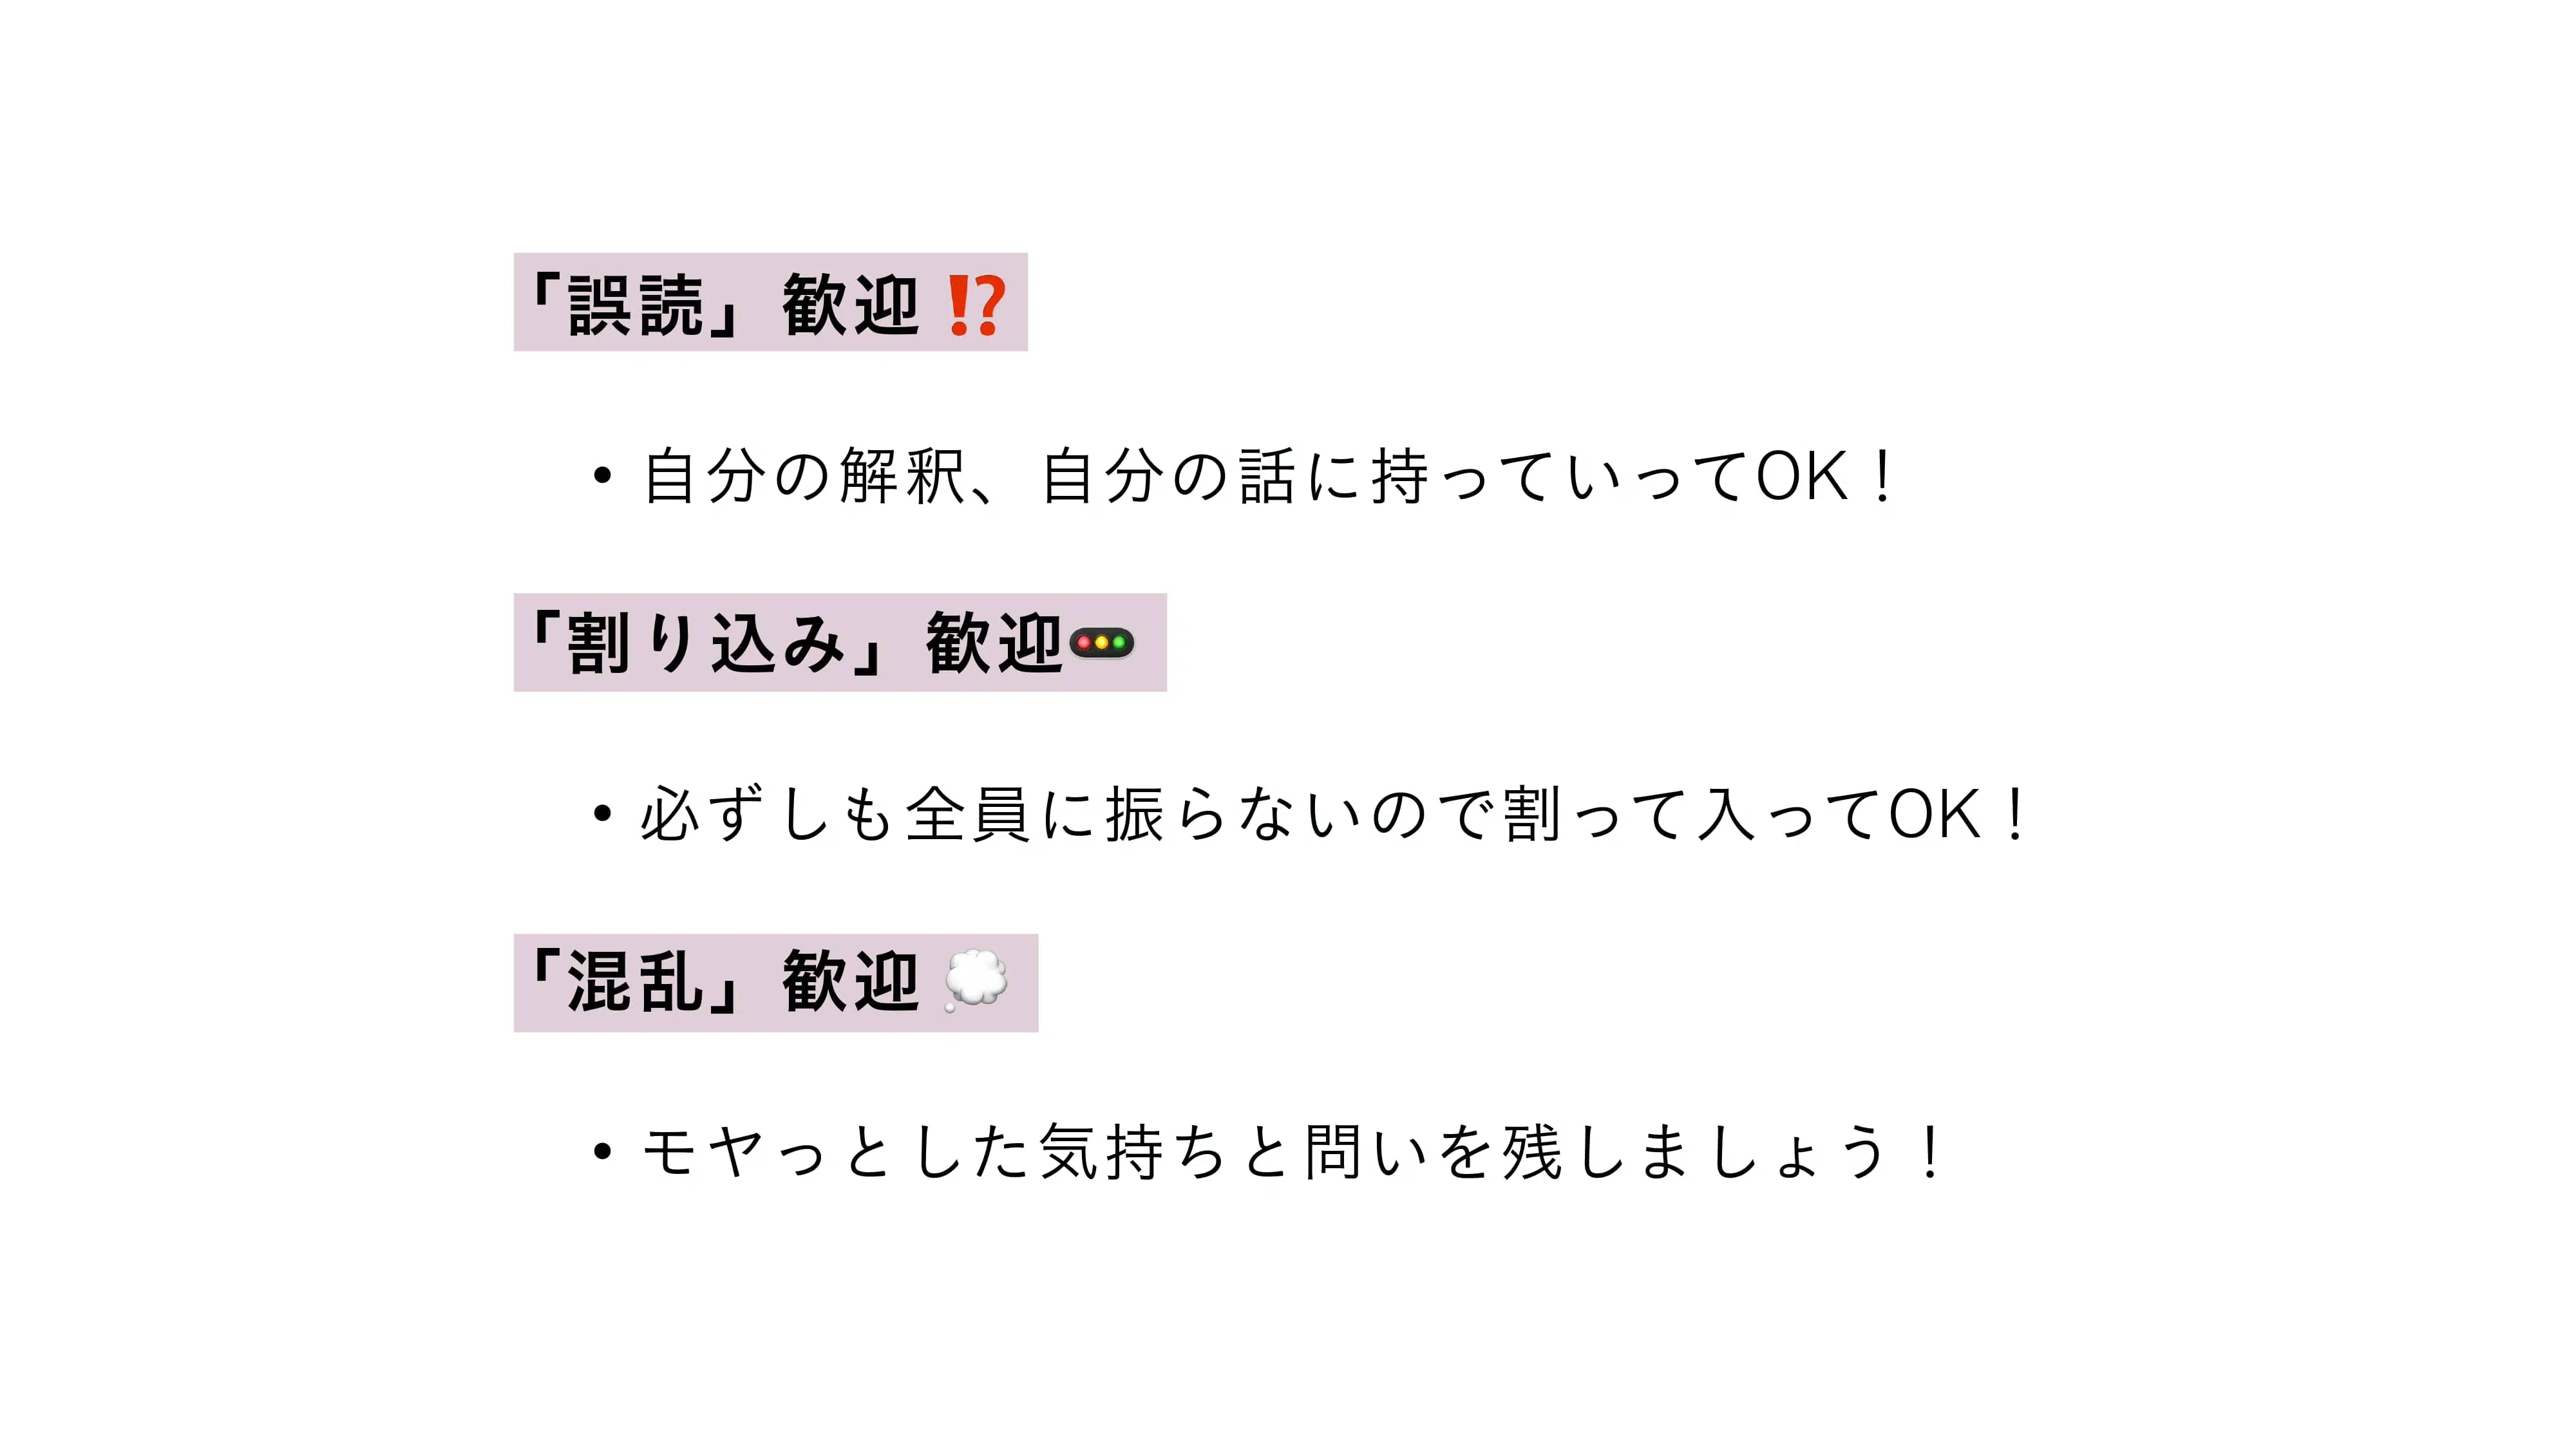 「誤読」歓迎 ⁉️
• 自分の解釈、自分の話に持っていってOK！
「割り込み」歓迎🚥
• 必ずしも全員に振らないので割って入ってOK！
「混乱」歓迎 💭
• モヤっとした気持ちと問いを残しましょう！